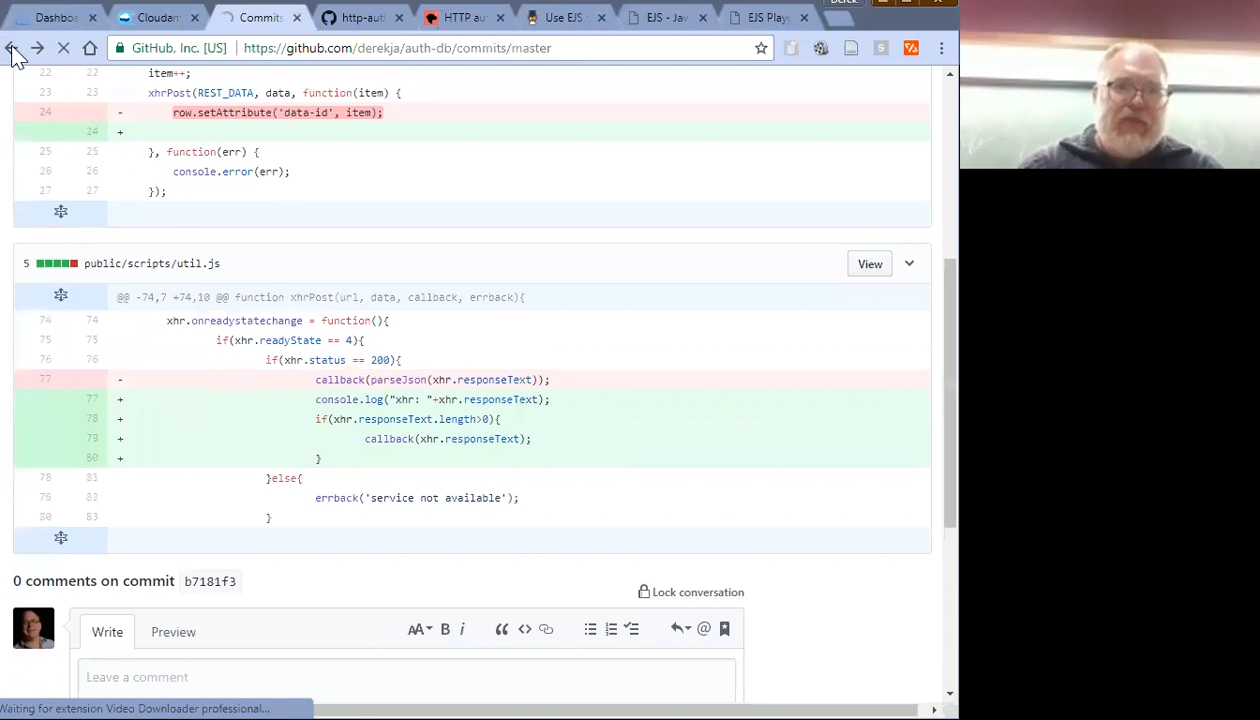 Derek
Dashbo
Cloudan
Commits
http-aut
HTTP au
Use EJS
EJS - Jav
EJS Play
GitHub, Inc. [US] https://github.com/derekja/auth-db/commits/master
22 22 item++;
23 23 xhrPost(REST_DATA, data, function(item) {
24 - row.setAttribute('data-id', item);
24 +
25 25 }, function(err) {
26 26 console.error(err);
27 27 });
5 public/scripts/util.js View
@@ -74,7 +74,10 @@ function xhrPost(url, data, callback, errback){
74 74 xhr.onreadystatechange = function(){
75 75 if(xhr.readyState == 4){
76 76 if(xhr.status == 200){
77 - callback(parseJson(xhr.responseText));
77 + console.log("xhr: "+xhr.responseText);
78 + if(xhr.responseText.length>0){
79 + callback(xhr.responseText);
80 + }
78 81 }else{
79 82 errback('service not available');
80 83 }
0 comments on commit b7181f3
Lock conversation
Write Preview AA B i
Leave a comment
Waiting for extension Video Downloader professional...